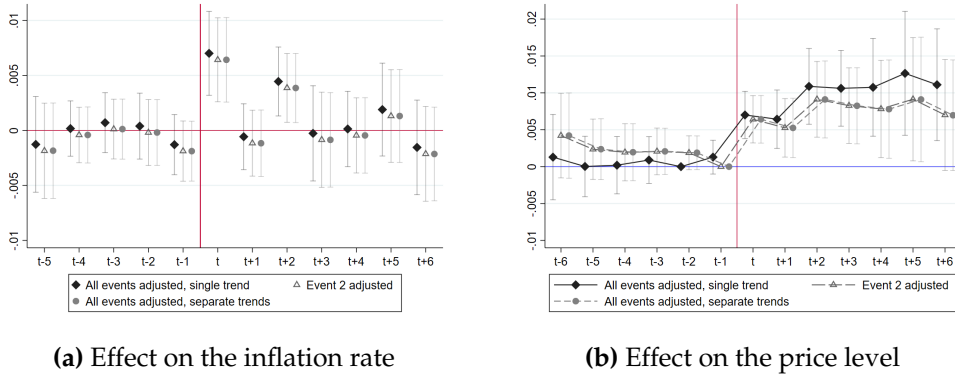 .01
.005
0
-.005
-.01
t-5 t-4 t-3 t-2 t-1 t t+1 t+2 t+3 t+4 t+5 t+6
All events adjusted, single trend Event 2 adjusted
All events adjusted, separate trends
(a) Effect on the inflation rate
.02
.015
.01
.005
0
-.005
-.01
t-6 t-5 t-4 t-3 t-2 t-1 t t+1 t+2 t+3 t+4 t+5 t+6
All events adjusted, single trend Event 2 adjusted
All events adjusted, separate trends
(b) Effect on the price level